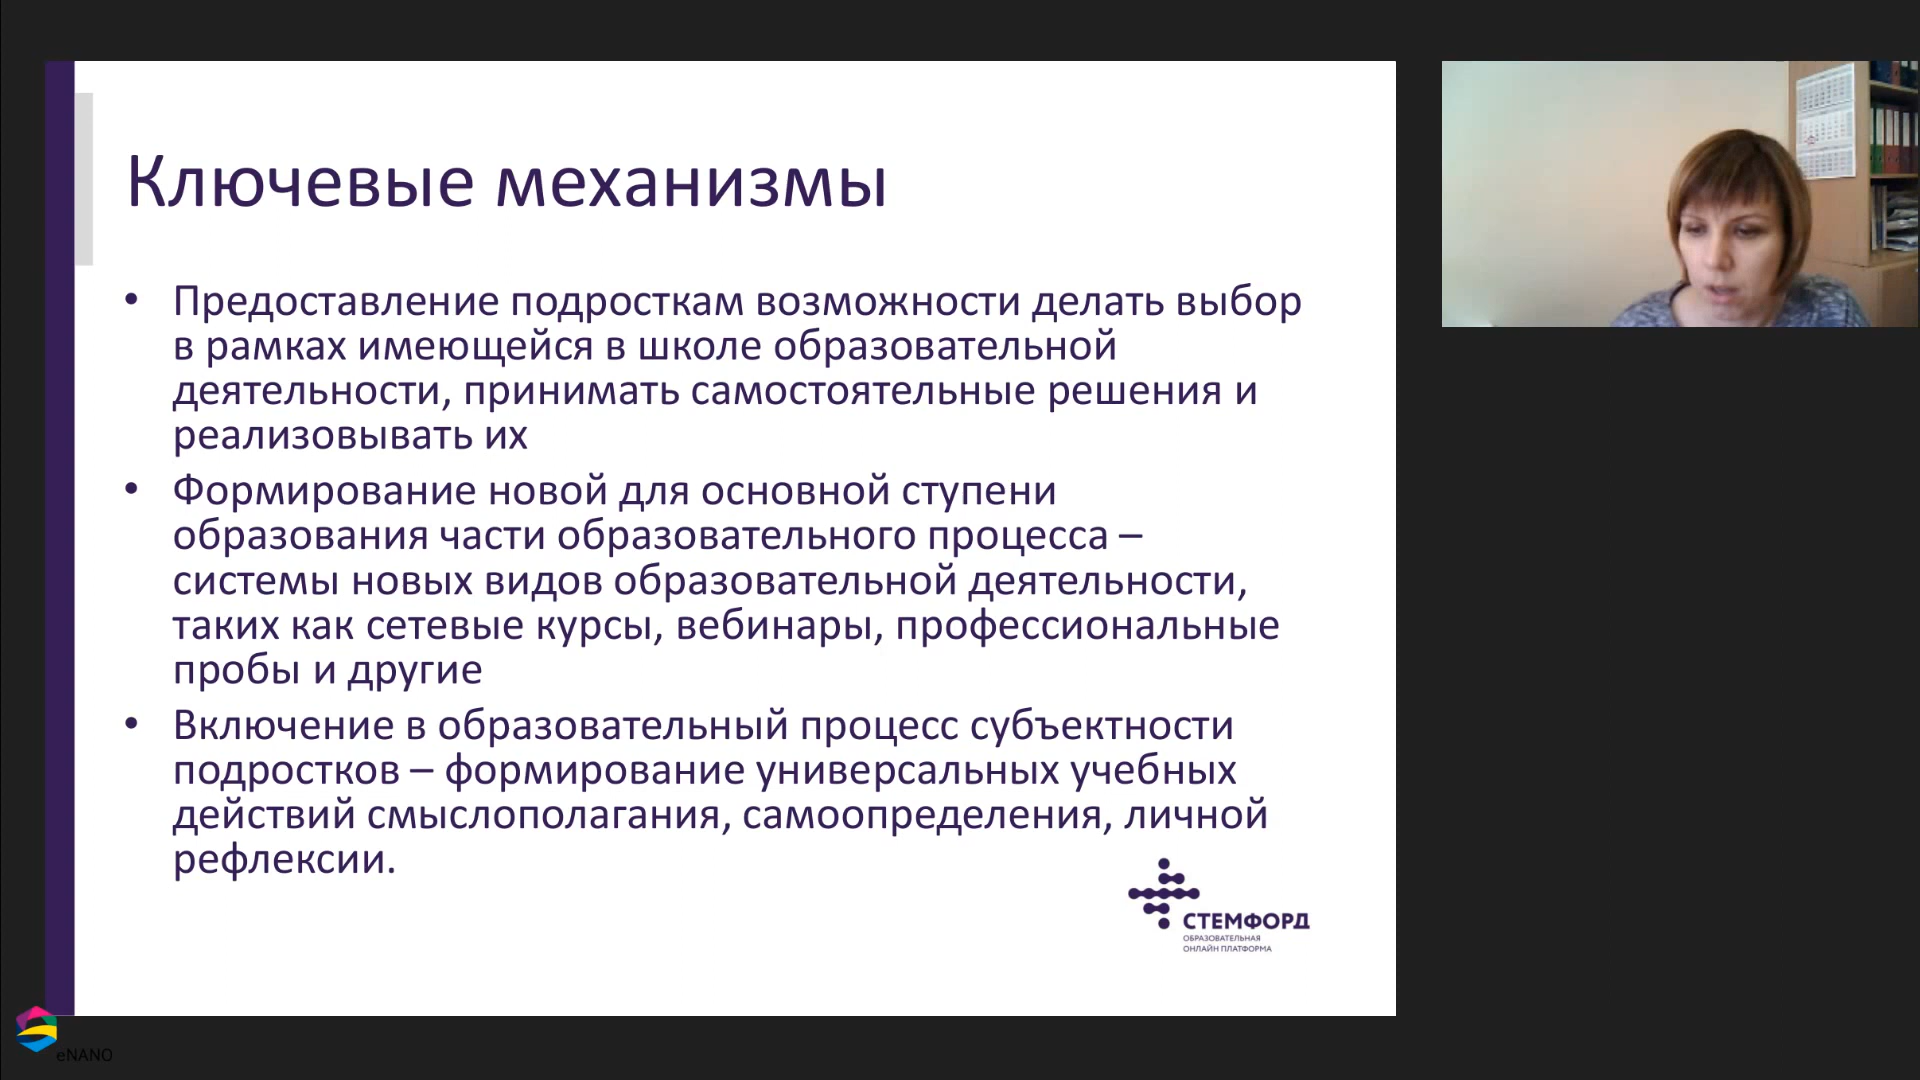 Ключевые механизмы
• Предоставление подросткам возможности делать выбор
в рамках имеющейся в школе образовательной
деятельности, принимать самостоятельные решения и
реализовывать их
• Формирование новой для основной ступени
образования части образовательного процесса –
системы новых видов образовательной деятельности,
таких как сетевые курсы, вебинары, профессиональные
пробы и другие
• Включение в образовательный процесс субъектности
подростков – формирование универсальных учебных
действий смыслополагания, самоопределения, личной
рефлексии.
СТЕМФОРД
ОБРАЗОВАТЕЛЬНАЯ
ОНЛАЙН ПЛАТФОРМА
eNANO